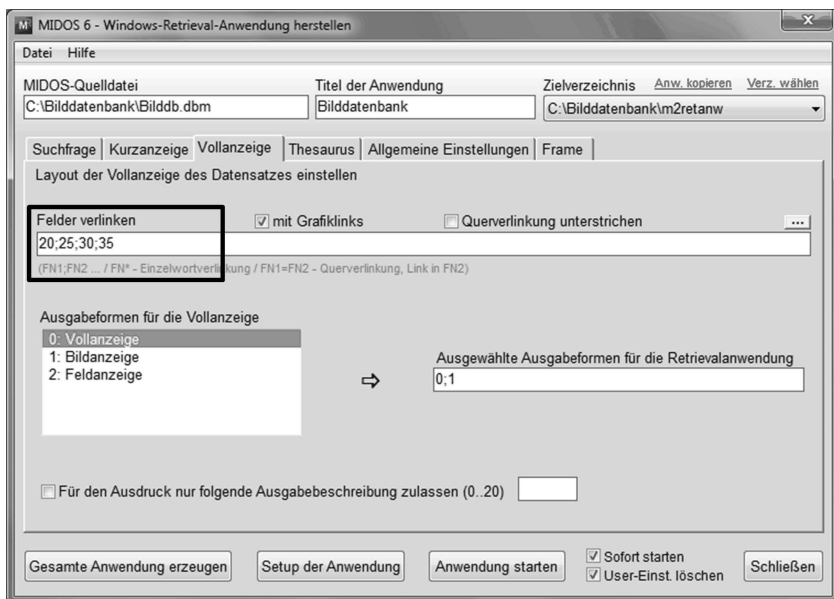 MIDOS 6 - Windows-Retrieval-Anwendung herstellen
Datei Hilfe
MIDOS-Quelldatei Titel der Anwendung Zielverzeichnis Anw. kopieren Verz. wählen
C:\Bilddatenbank\Bilddb.dbm Bilddatenbank C:\Bilddatenbank\m2retanw
Suchfrage Kurzanzeige Vollanzeige Thesaurus Allgemeine Einstellungen Frame
Layout der Vollanzeige des Datensatzes einstellen
Felder verlinken mit Grafiklinks Querverlinkung unterstrichen ...
20;25;30;35
(FN1;FN2 ... / FN* - Einzelwortverlinkung / FN1=FN2 - Querverlinkung, Link in FN2)
Ausgabeformen für die Vollanzeige
0: Vollanzeige
1: Bildanzeige
2: Feldanzeige
Ausgewählte Ausgabeformen für die Retrievalanwendung
0;1
Für den Ausdruck nur folgende Ausgabebeschreibung zulassen (0..20)
Gesamte Anwendung erzeugen Setup der Anwendung Anwendung starten Sofort starten Schließen
User-Einst. löschen